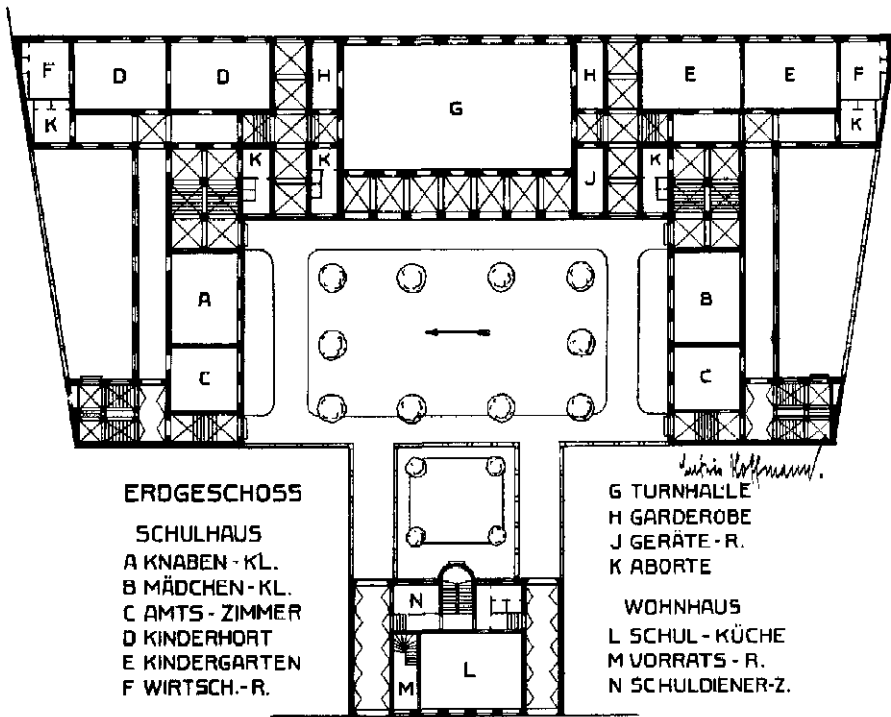 F D D H G H E E F
K K K K K
J
A B
C C
ERDGESCHOSS
SCHULHAUS
A KNABEN-KL.
B MÄDCHEN-KL.
C AMTS-ZIMMER
D KINDERHORT
E KINDERGARTEN
F WIRTSCH.-R.
Hoffmann.
G TURNHALLE
H GARDEROBE
J GERÄTE-R.
K ABORTE
WOHNHAUS
L SCHUL-KÜCHE
M VORRATS-R.
N SCHULDIENER-Z.
N
L
M